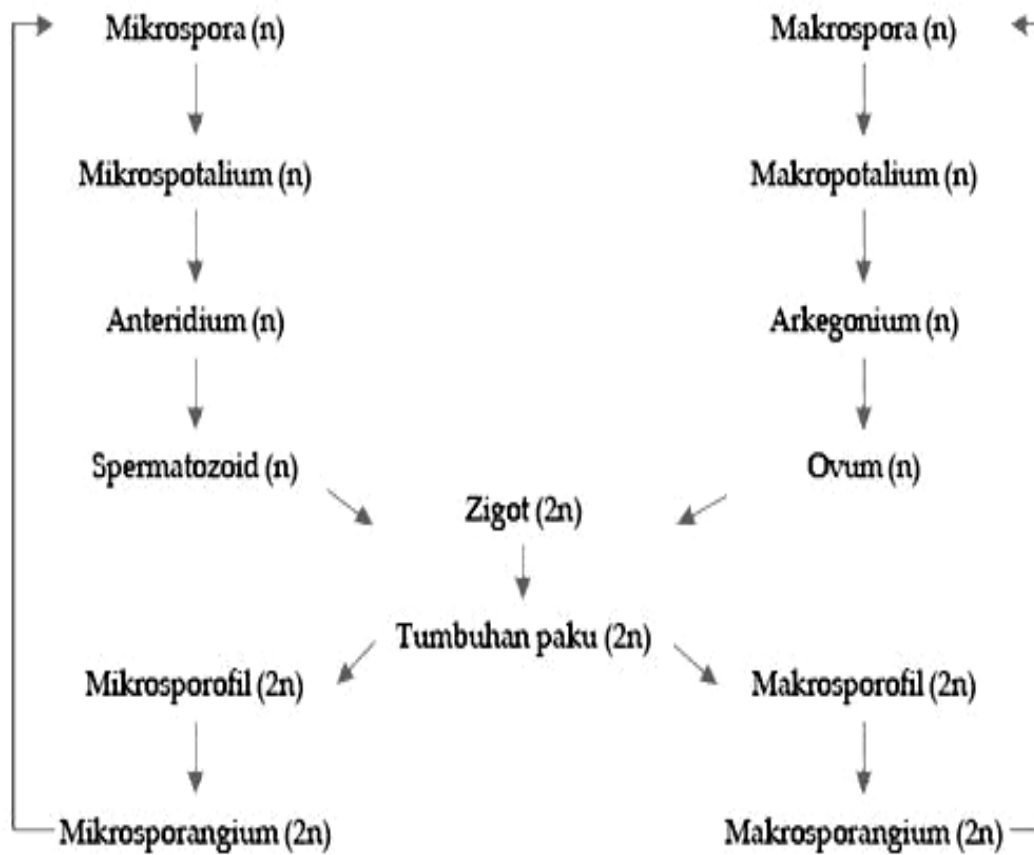 Mikrospora (n)
Makrospora (n)
Mikrospotalium (n)
Makropotalium (n)
Anteridium (n)
Arkegonium (n)
Spermatozoid (n)
Ovum (n)
Zigot (2n)
Tumbuhan paku (2n)
Mikrosporofil (2n)
Makrosporofil (2n)
Mikrosporangium (2n)
Makrosporangium (2n)